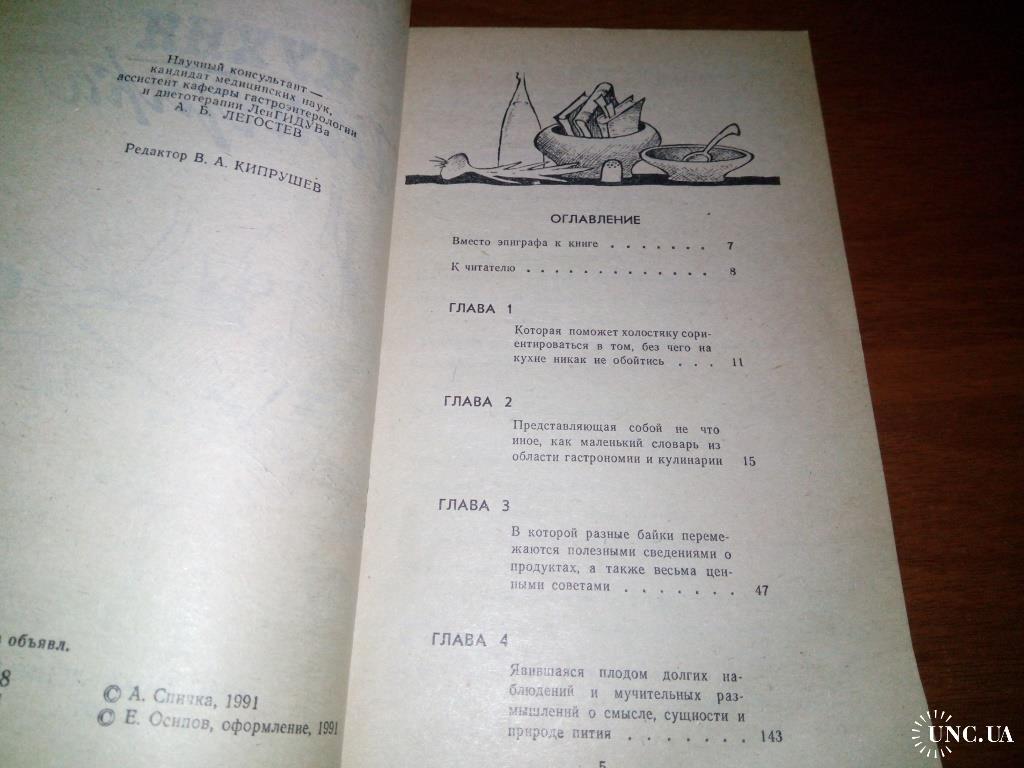 КУХНЯ
Научный консультант —
кандидат медицинских наук,
ассистент кафедры гастроэнтерологии
и диетотерапии ЛенГИДУВа
А. Б. ЛЕГОСТЕВ
Редактор В. А. КИПРУШЕВ
объявл.
8
© А. Спичка, 1991
© Е. Осипов, оформление, 1991
ОГЛАВЛЕНИЕ
Вместо эпиграфа к книге . . . . . . . 7
К читателю . . . . . . . . . . . . . 8
ГЛАВА 1
Которая поможет холостяку сори-
ентироваться в том, без чего на
кухне никак не обойтись . . . 11
ГЛАВА 2
Представляющая собой не что
иное, как маленький словарь из
области гастрономии и кулинарии 15
ГЛАВА 3
В которой разные байки переме-
жаются полезными сведениями о
продуктах, а также весьма цен-
ными советами . . . . . . . 47
ГЛАВА 4
Явившаяся плодом долгих на-
блюдений и мучительных раз-
мышлений о смысле, сущности и
природе пития . . . . . . . 143
5
UNC.UA